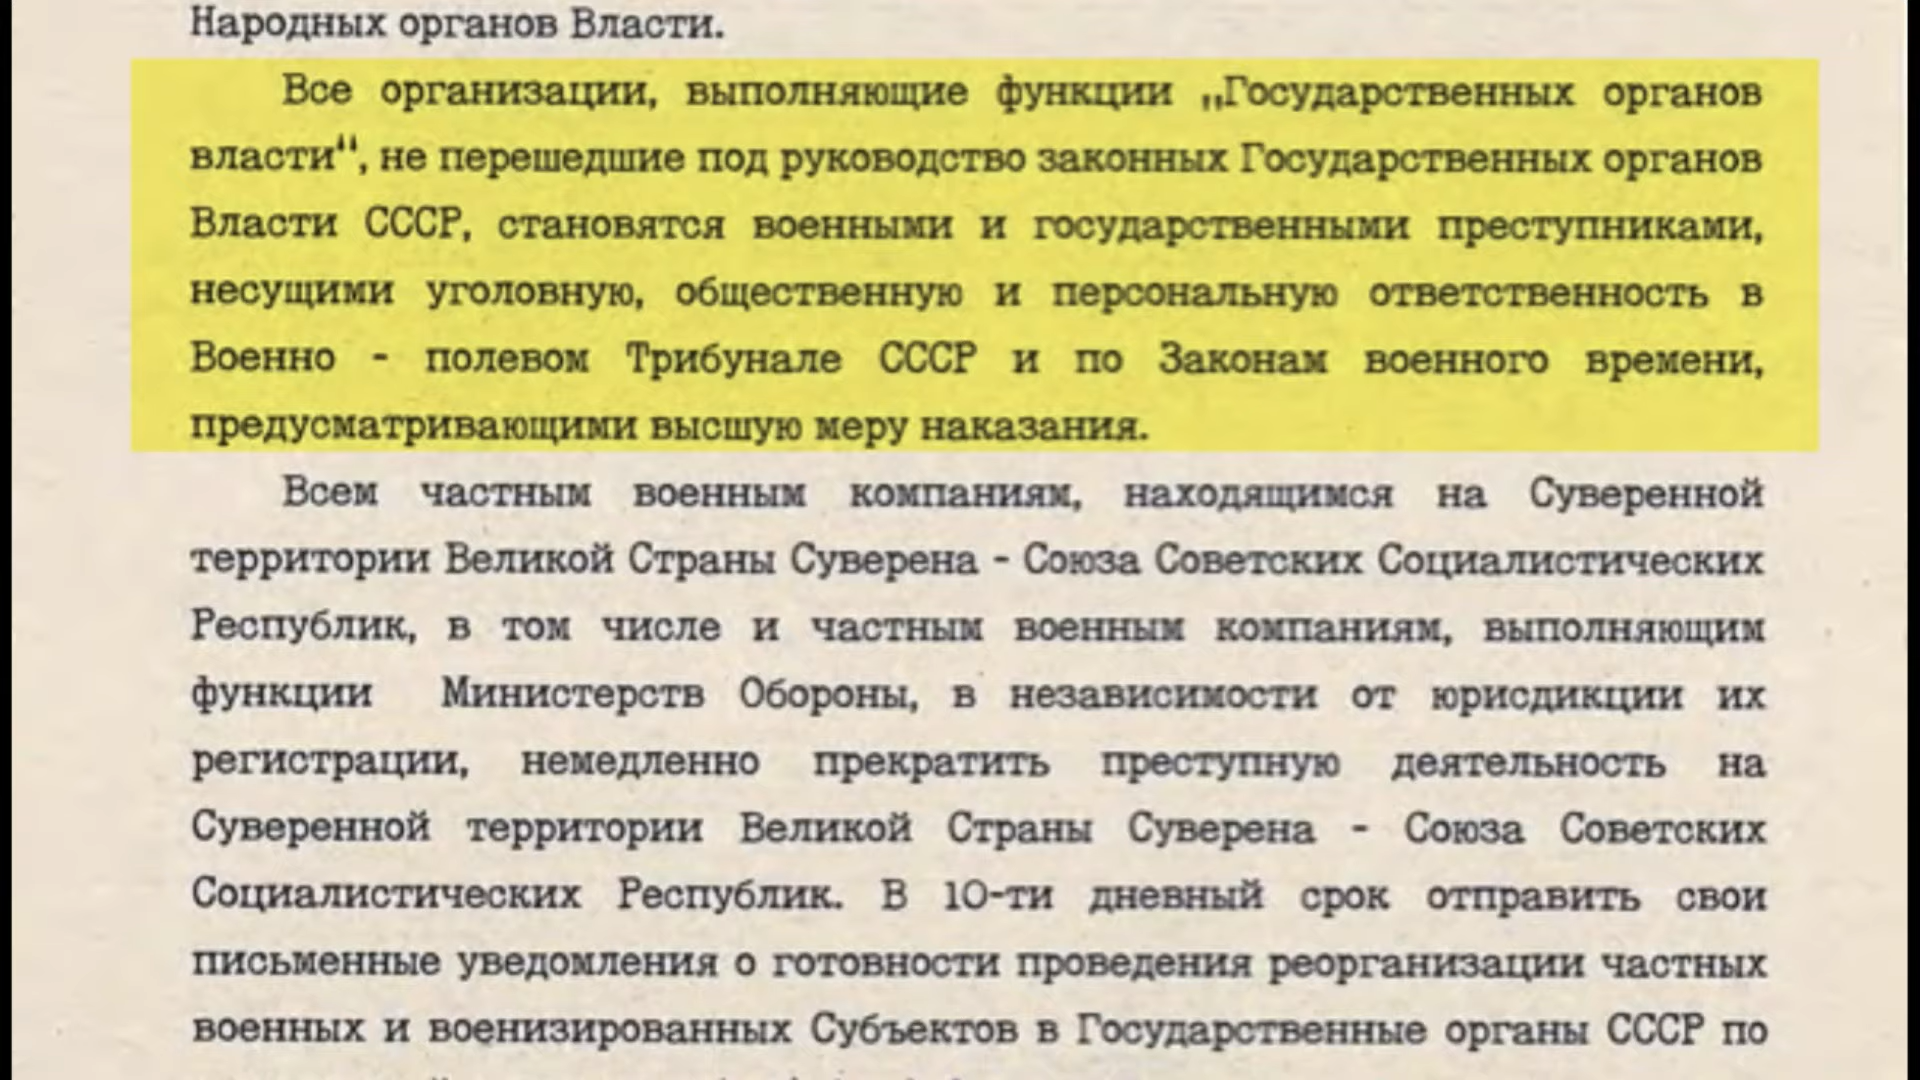 Народных органов Власти.
Все организации, выполняющие функции „Государственных органов
власти“, не перешедшие под руководство законных Государственных органов
Власти СССР, становятся военными и государственными преступниками,
несущими уголовную, общественную и персональную ответственность в
Военно - полевом Трибунале СССР и по Законам военного времени,
предусматривающими высшую меру наказания.
Всем частным военным компаниям, находящимся на Суверенной
территории Великой Страны Суверена - Союза Советских Социалистических
Республик, в том числе и частным военным компаниям, выполняющим
функции Министерств Обороны, в независимости от юрисдикции их
регистрации, немедленно прекратить преступную деятельность на
Суверенной территории Великой Страны Суверена - Союза Советских
Социалистических Республик. В 10-ти дневный срок отправить свои
письменные уведомления о готовности проведения реорганизации частных
военных и военизированных Субъектов в Государственные органы СССР по